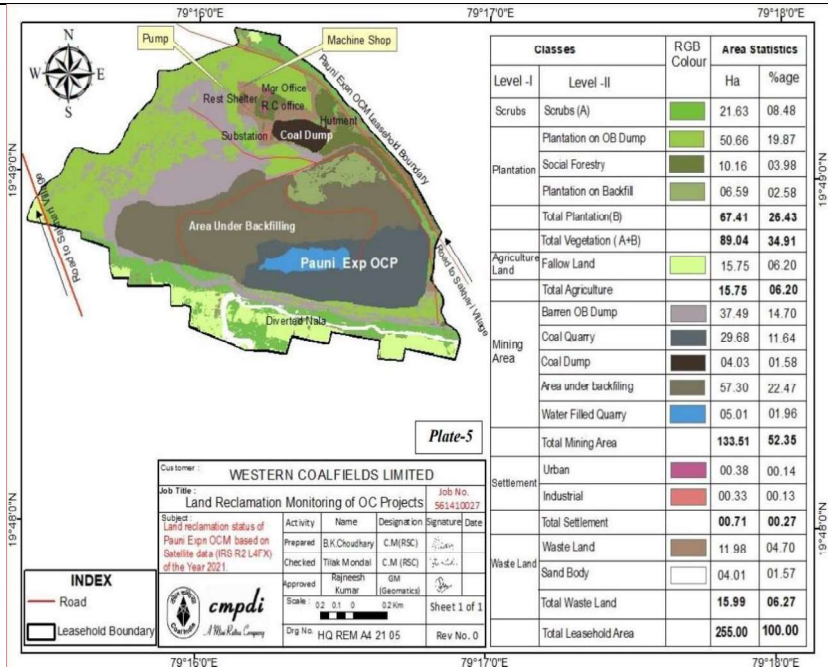 79°16'0"E 79°17'0"E 79°18'0"E
N
W E
S
Pump
Machine Shop
Mgr Office
Rest Shelter
R.C office
Hutment
Substation
Coal Dump
Pauni Expn OCM Leasehold Boundary
19°49'0"N
19°49'0"N
Area Under Backfilling
Pauni Exp OCP
Diverted Nala
Road to Sakhari Village
19°48'0"N
19°48'0"N
Classes RGB Colour Area Statistics
Level -I Level -II Ha %age
Scrubs Scrubs (A) 21.63 08.48
Plantation
Plantation on OB Dump 50.66 19.87
Social Forestry 10.16 03.98
Plantation on Backfill 06.59 02.58
Total Plantation(B) 67.41 26.43
Total Vegetation ( A+B) 89.04 34.91
Agriculture Land Fallow Land 15.75 06.20
Total Agriculture 15.75 06.20
Mining Area
Barren OB Dump 37.49 14.70
Coal Quarry 29.68 11.64
Coal Dump 04.03 01.58
Area under backfiling 57.30 22.47
Water Filled Quarry 05.01 01.96
Total Mining Area 133.51 52.35
Settlement
Urban 00.38 00.14
Industrial 00.33 00.13
Total Settlement 00.71 00.27
Waste Land
Waste Land 11.98 04.70
Sand Body 04.01 01.57
Total Waste Land 15.99 06.27
Total Leasehold Area 255.00 100.00
Plate-5
Customer :
WESTERN COALFIELDS LIMITED
Job Title :
Land Reclamation Monitoring of OC Projects
Job No.
561410027
Subject :
Land reclamation status of
Pauni Expn OCM based on
Satellite data (IRS R2 L4FX)
of the Year 2021.
Activity Name Designation Signature Date
Prepared B.K.Choudhary C.M(RSC)
Checked Tilak Mondal C.M (RSC)
Approved Rajneesh Kumar GM (Geomatics)
Scale : 0.2 0.1 0 0.2 Km
Sheet 1 of 1
Drg No. HQ REM A4 21 05 Rev No. 0
cmpdi
A Mini Ratna Company
INDEX
Road
Leasehold Boundary
79°16'0"E 79°17'0"E 79°18'0"E